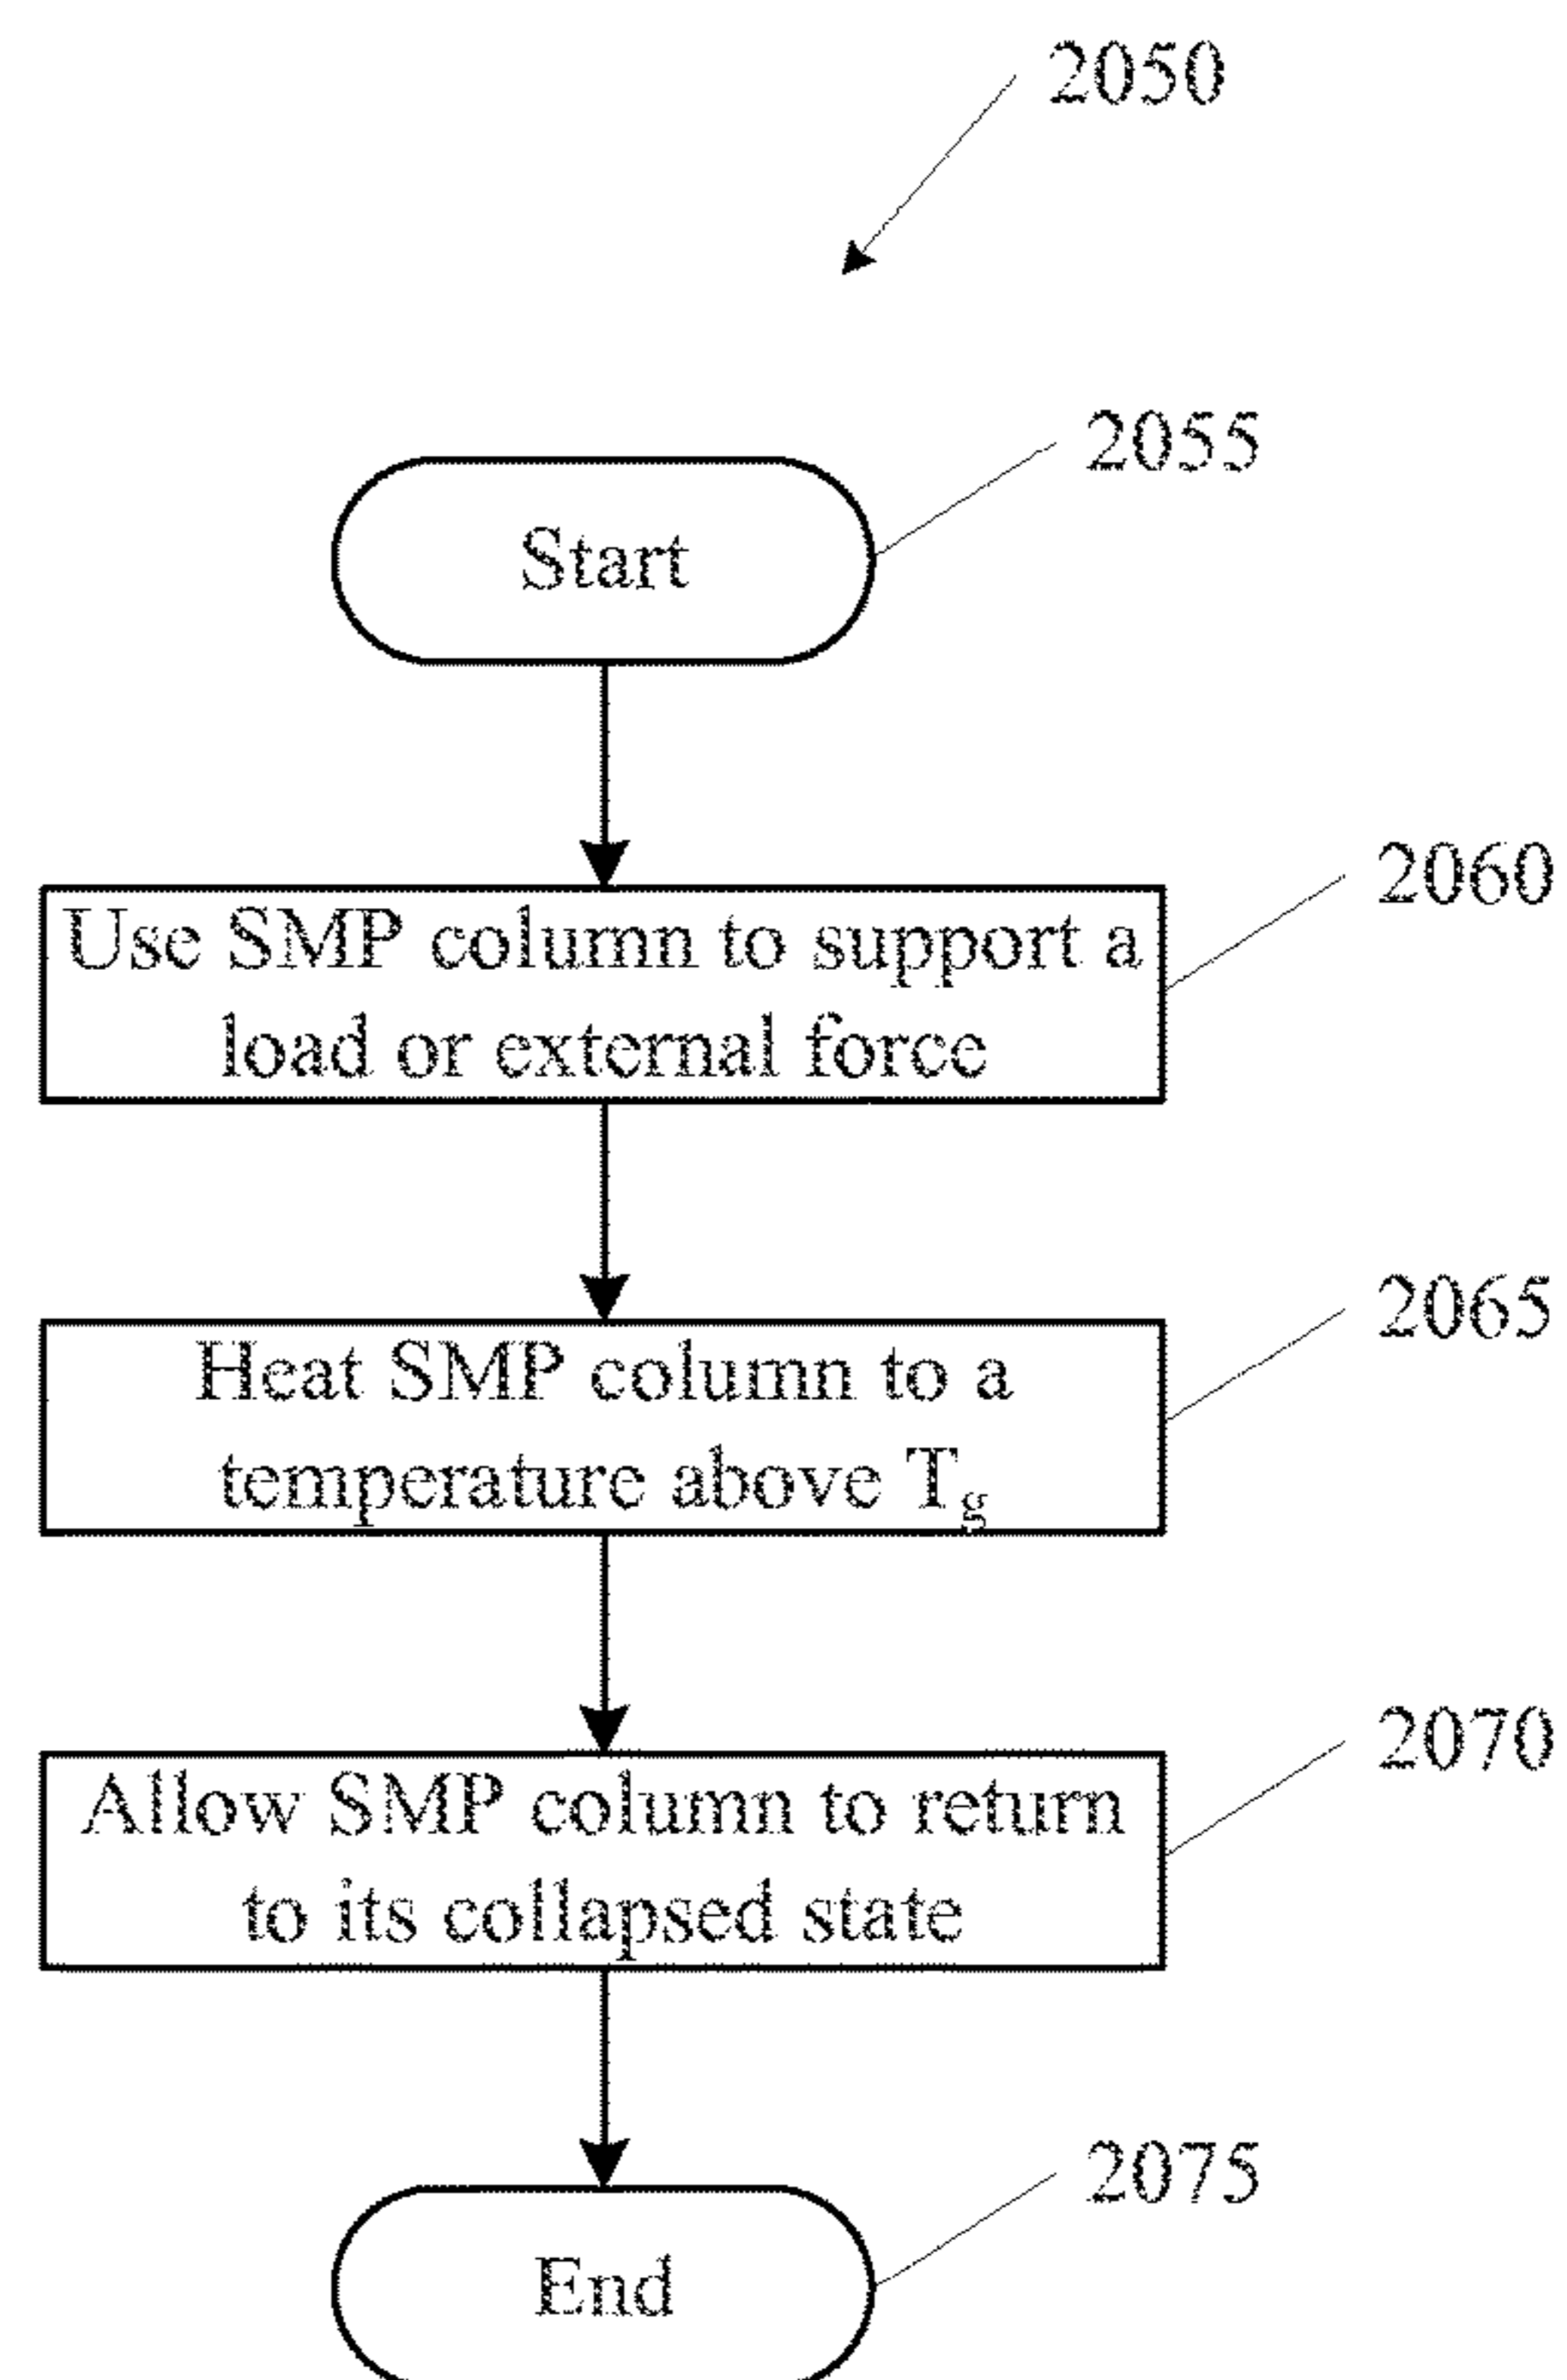 2050
2055
Start
2060
Use SMP column to support a
load or external force
2065
Heat SMP column to a
temperature above Tg
2070
Allow SMP column to return
to its collapsed state
2075
End